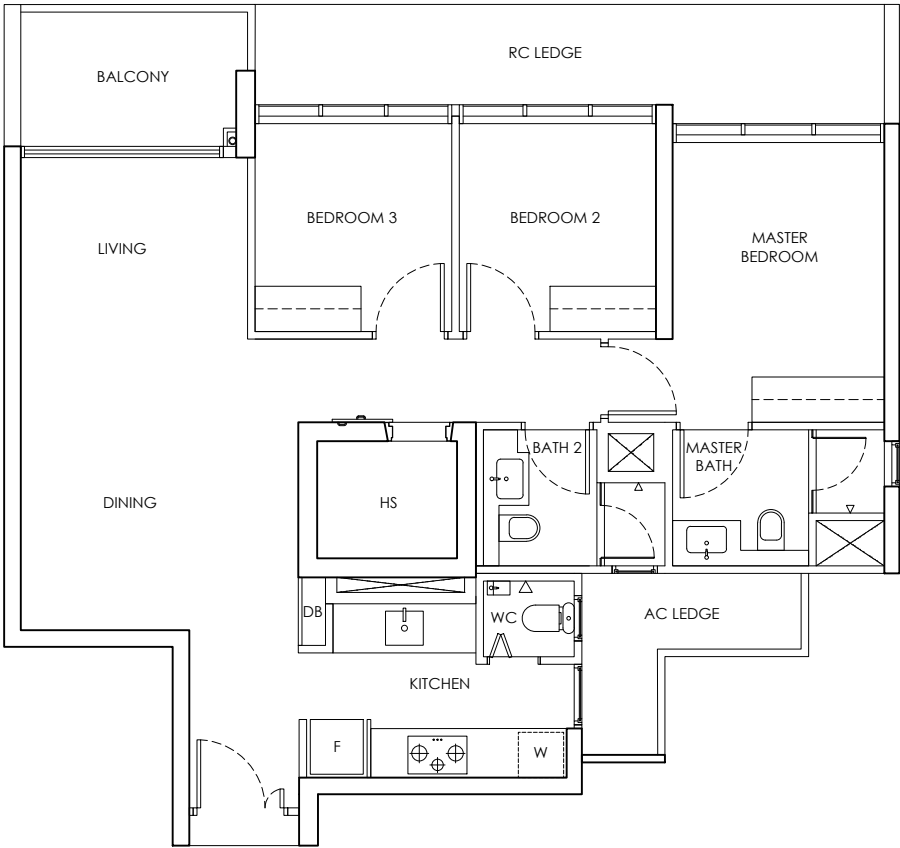 RC LEDGE
BALCONY
BEDROOM 3
BEDROOM 2
MASTER
BEDROOM
LIVING
BATH 2
MASTER
BATH
DINING
HS
DB
WC
AC LEDGE
KITCHEN
F
W